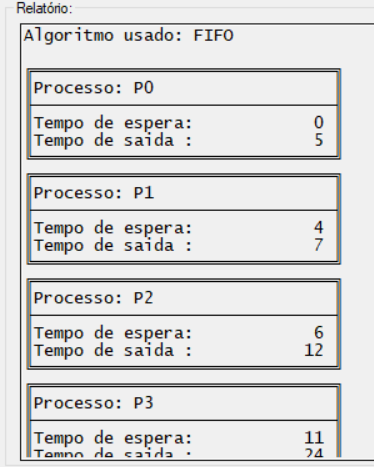 Relatório:
Algoritmo usado: FIFO
Processo: P0
Tempo de espera: 0
Tempo de saida : 5
Processo: P1
Tempo de espera: 4
Tempo de saida : 7
Processo: P2
Tempo de espera: 6
Tempo de saida : 12
Processo: P3
Tempo de espera: 11
Tempo de saida : 24